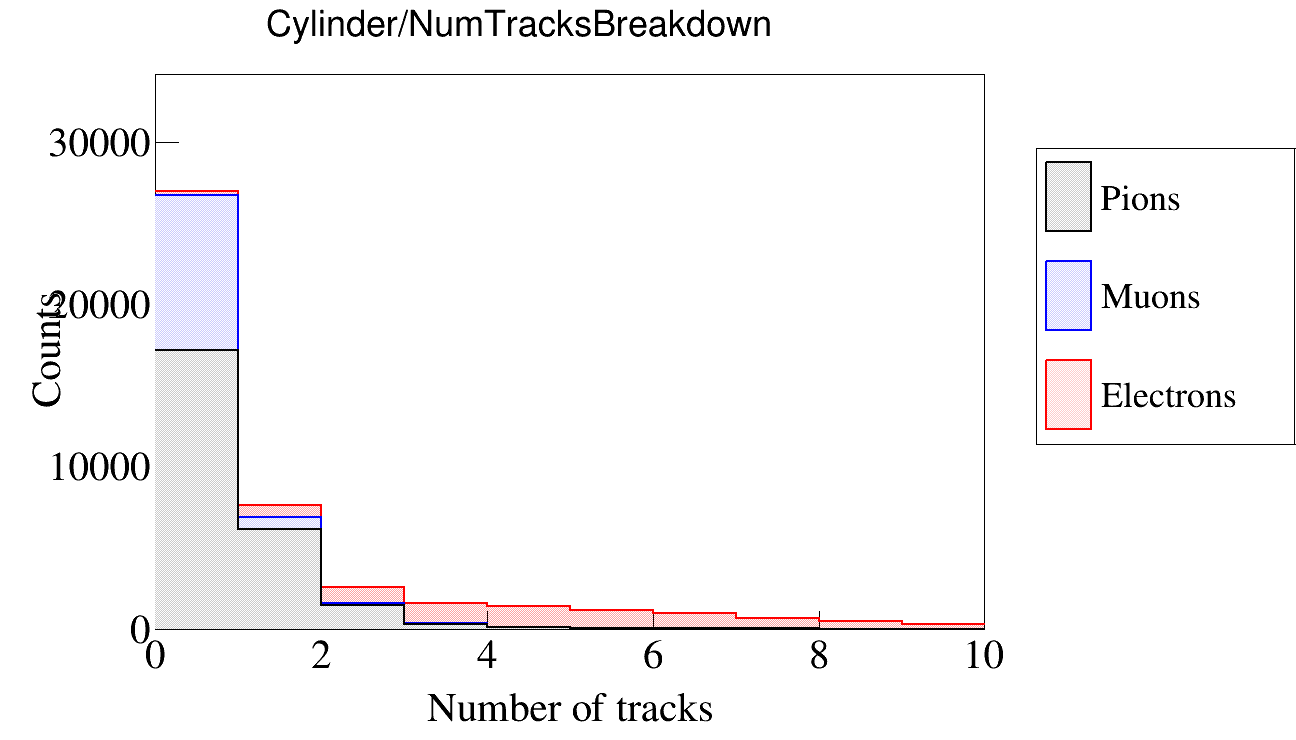 Cylinder/NumTracksBreakdown
30000
20000
10000
0
Counts
0 2 4 6 8 10
Number of tracks
Pions
Muons
Electrons